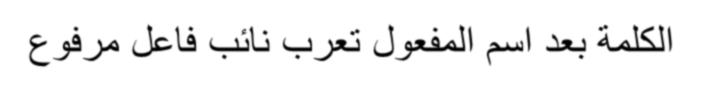 الكلمة بعد اسم المفعول تعرب نائب فاعل مرفوع